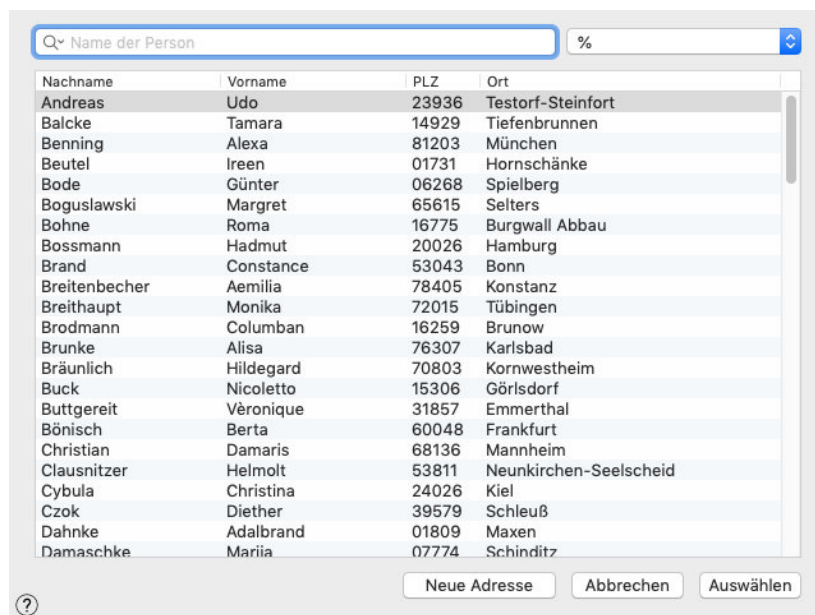 Name der Person %
Nachname Vorname PLZ Ort
Andreas Udo 23936 Testorf-Steinfort
Balcke Tamara 14929 Tiefenbrunnen
Benning Alexa 81203 München
Beutel Ireen 01731 Hornschänke
Bode Günter 06268 Spielberg
Boguslawski Margret 65615 Selters
Bohne Roma 16775 Burgwall Abbau
Bossmann Hadmut 20026 Hamburg
Brand Constance 53043 Bonn
Breitenbecher Aemilia 78405 Konstanz
Breithaupt Monika 72015 Tübingen
Brodmann Columban 16259 Brunow
Brunke Alisa 76307 Karlsbad
Bräunlich Hildegard 70803 Kornwestheim
Buck Nicoletto 15306 Görlsdorf
Buttgereit Vèronique 31857 Emmerthal
Bönisch Berta 60048 Frankfurt
Christian Damaris 68136 Mannheim
Clausnitzer Helmolt 53811 Neunkirchen-Seelscheid
Cybula Christina 24026 Kiel
Czok Diether 39579 Schleuß
Dahnke Adalbrand 01809 Maxen
Damaschke Mariia 07774 Schinditz
Neue Adresse Abbrechen Auswählen
?